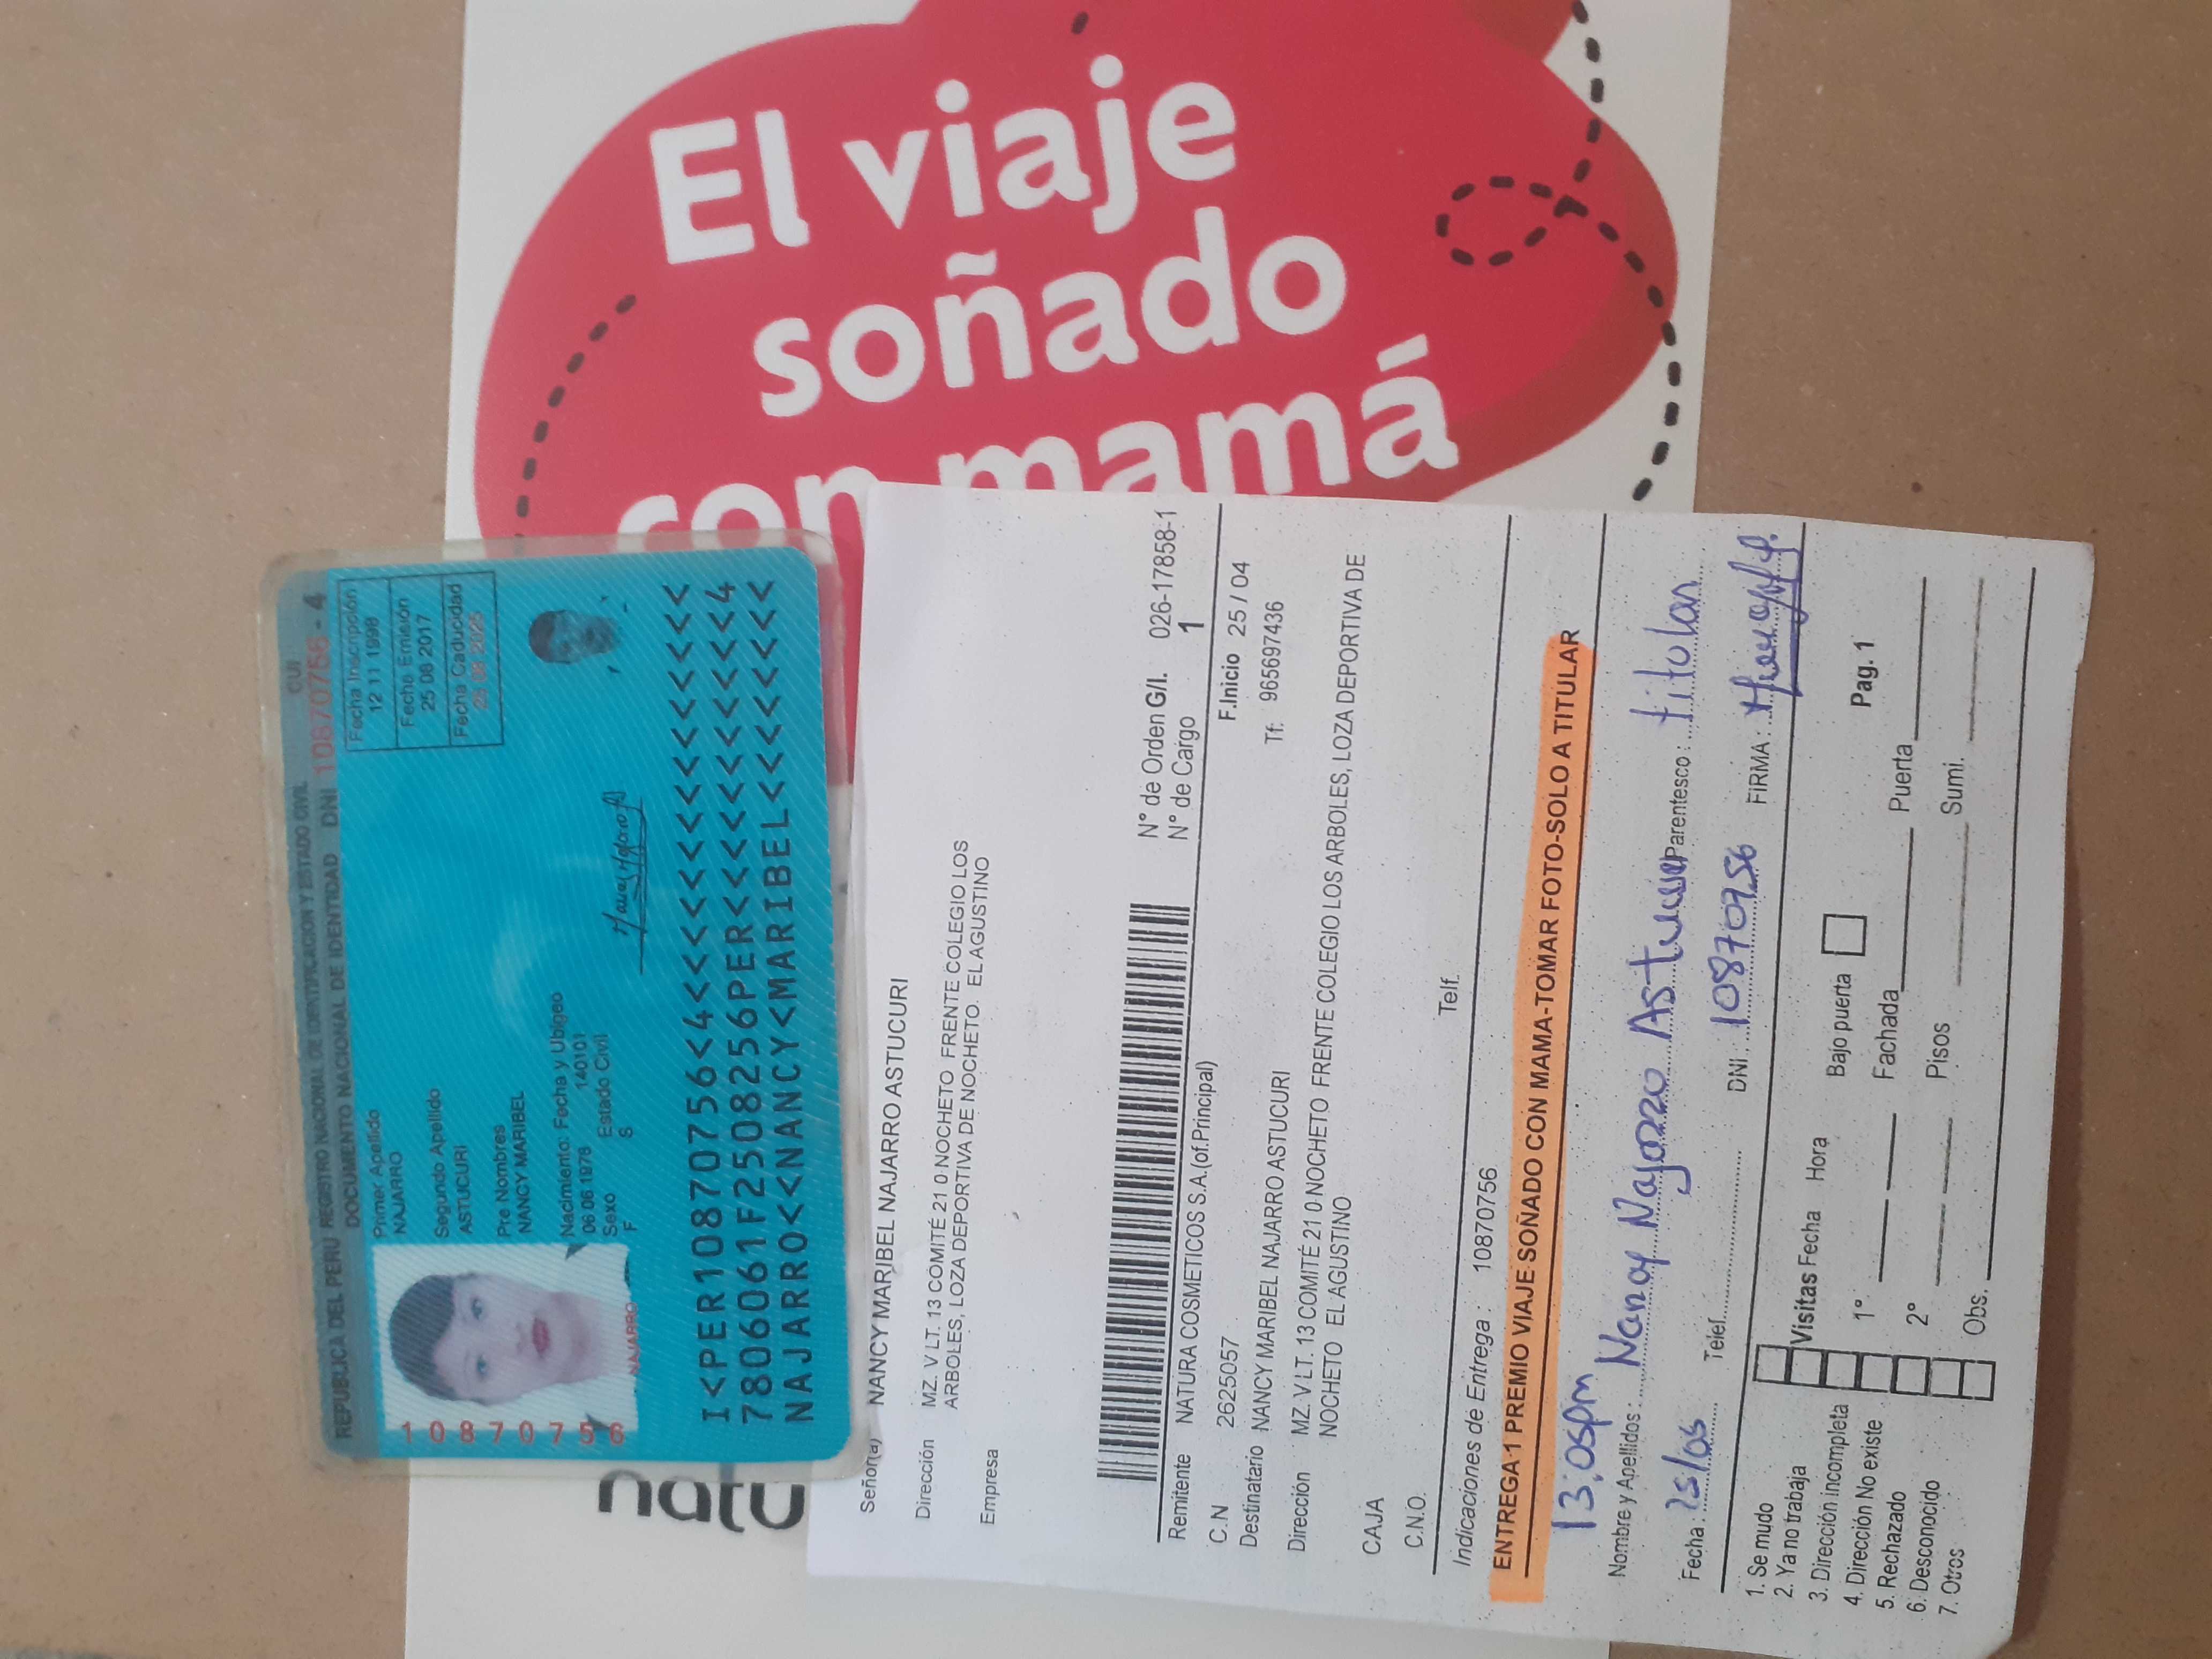 El viaje
soñado
con mamá
natu
REPUBLICA DEL PERU REGISTRO NACIONAL DE IDENTIFICACION Y ESTADO CIVIL
DOCUMENTO NACIONAL DE IDENTIDAD DNI 10870756 - 4
CUI
Primer Apellido
NAJARRO
Segundo Apellido
ASTUCURI
Pre Nombres
NANCY MARIBEL
Nacimiento: Fecha y Ubigeo
06 06 1978 140101
Sexo Estado Civil
F S
Fecha Inscripción
12 11 1998
Fecha Emisión
25 08 2017
Fecha Caducidad
25 08 2025
10870756
NAJARRO
I<PER10870756<4<<<<<<<<<<<<<<<
7806061F2508256PER<<<<<<<<<<<4
NAJARRO<<NANCY<MARIBEL<<<<<<<<
Señor(a) NANCY MARIBEL NAJARRO ASTUCURI
Dirección MZ. V LT. 13 COMITÉ 21 0 NOCHETO FRENTE COLEGIO LOS
ARBOLES, LOZA DEPORTIVA DE NOCHETO. EL AGUSTINO
Empresa
N° de Orden G/I. 026-17858-1
N° de Cargo 1
Remitente NATURA COSMETICOS S.A.(of.Principal)
F.Inicio 25 / 04
C.N 26225057
Tf: 965697436
Destinatario NANCY MARIBEL NAJARRO ASTUCURI
Dirección MZ. V LT. 13 COMITÉ 21 0 NOCHETO FRENTE COLEGIO LOS ARBOLES, LOZA DEPORTIVA DE
NOCHETO EL AGUSTINO
CAJA
C.N.O. Telf.
Indicaciones de Entrega : 10870756
ENTREGA-1 PREMIO VIAJE SOÑADO CON MAMA-TOMAR FOTO-SOLO A TITULAR
13:05pm
Nombre y Apellidos : Nancy Najarro Astucuri Parentesco : titular
Fecha : 25/05 Telef. DNI : 10870756 FIRMA :
1. Se mudo
2. Ya no trabaja
3. Dirección incompleta
4. Dirección No existe
5. Rechazado
6. Desconocido
7. Otros
Visitas Fecha Hora
1°
2°
Obs.
Bajo puerta
Fachada
Pisos
Pag. 1
Puerta
Sumi.